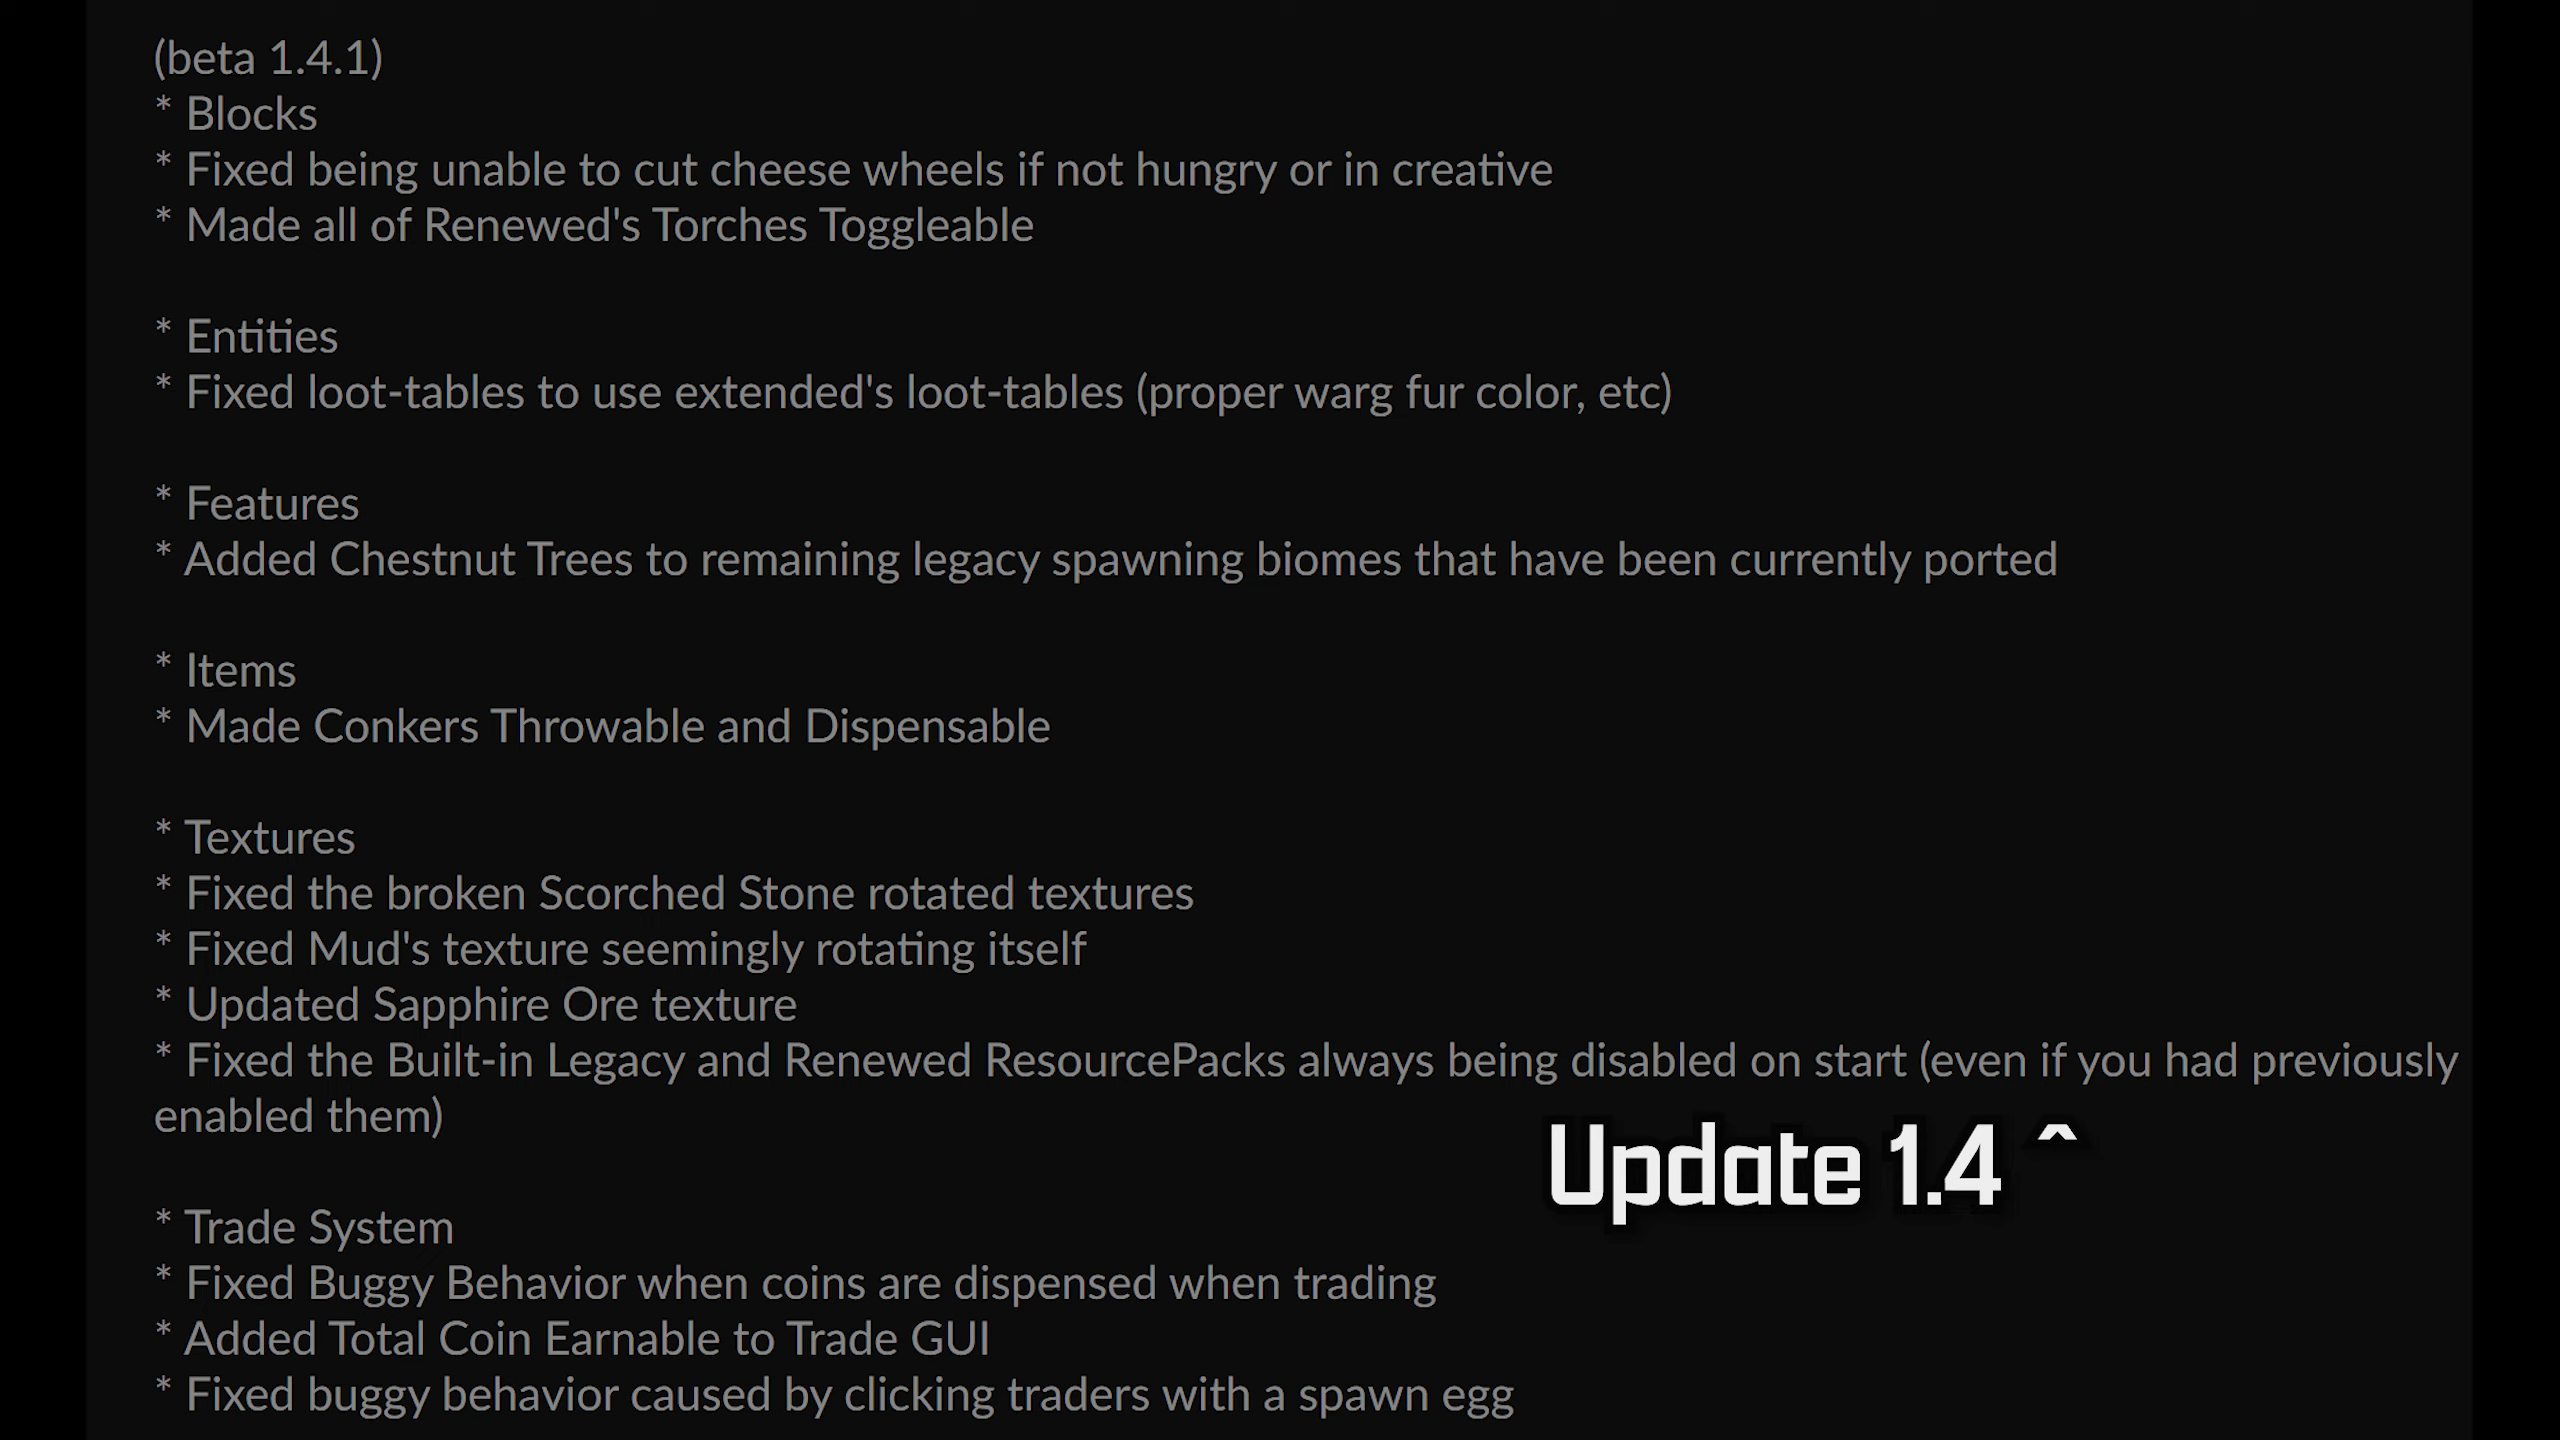 (beta 1.4.1)
* Blocks
* Fixed being unable to cut cheese wheels if not hungry or in creative
* Made all of Renewed's Torches Toggleable
* Entities
* Fixed loot-tables to use extended's loot-tables (proper warg fur color, etc)
* Features
* Added Chestnut Trees to remaining legacy spawning biomes that have been currently ported
* Items
* Made Conkers Throwable and Dispensable
* Textures
* Fixed the broken Scorched Stone rotated textures
* Fixed Mud's texture seemingly rotating itself
* Updated Sapphire Ore texture
* Fixed the Built-in Legacy and Renewed ResourcePacks always being disabled on start (even if you had previously
enabled them)
Update 1.4 ^
* Trade System
* Fixed Buggy Behavior when coins are dispensed when trading
* Added Total Coin Earnable to Trade GUI
* Fixed buggy behavior caused by clicking traders with a spawn egg